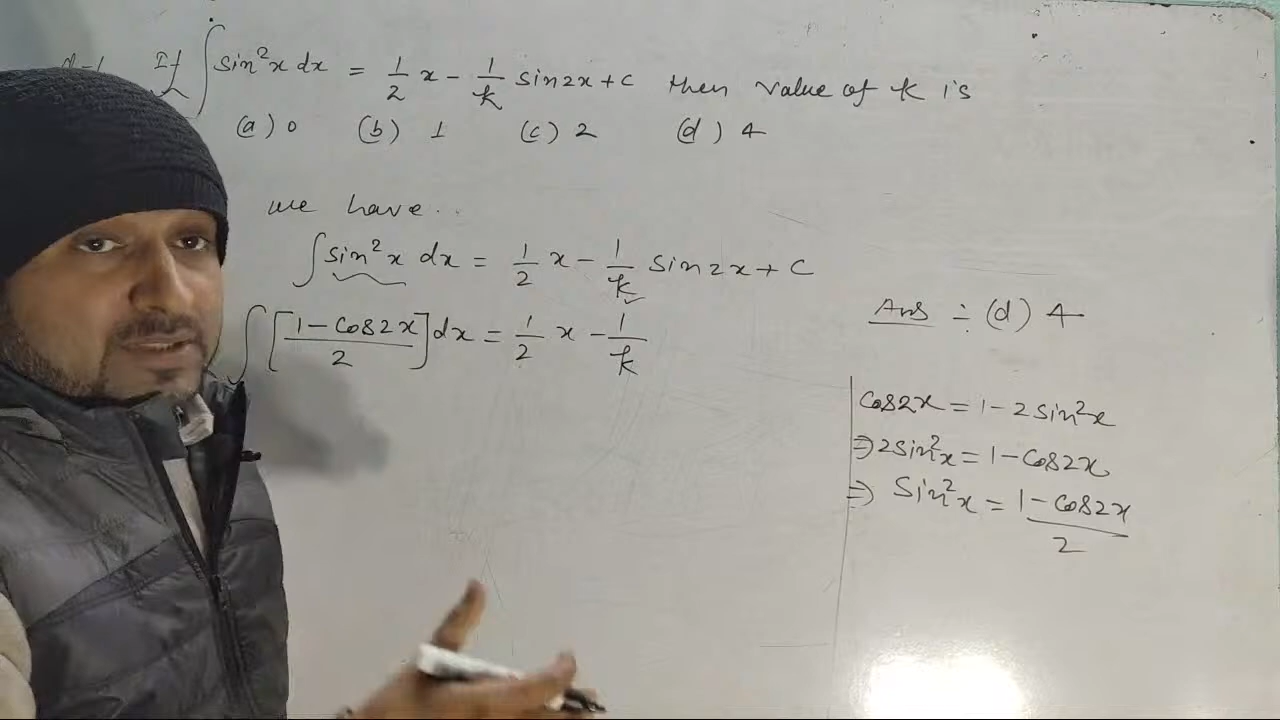 If ∫ sin²x dx = 1/2 x - 1/k sin2x + c then value of k is
(a) 0 (b) 1 (c) 2 (d) 4
we have..
∫ sin²x dx = 1/2 x - 1/k sin2x + c
∫ [1 - cos2x / 2] dx = 1/2 x - 1/k
Ans :- (d) 4
cos2x = 1 - 2sin²x
⇒ 2sin²x = 1 - cos2x
⇒ sin²x = 1 - cos2x / 2